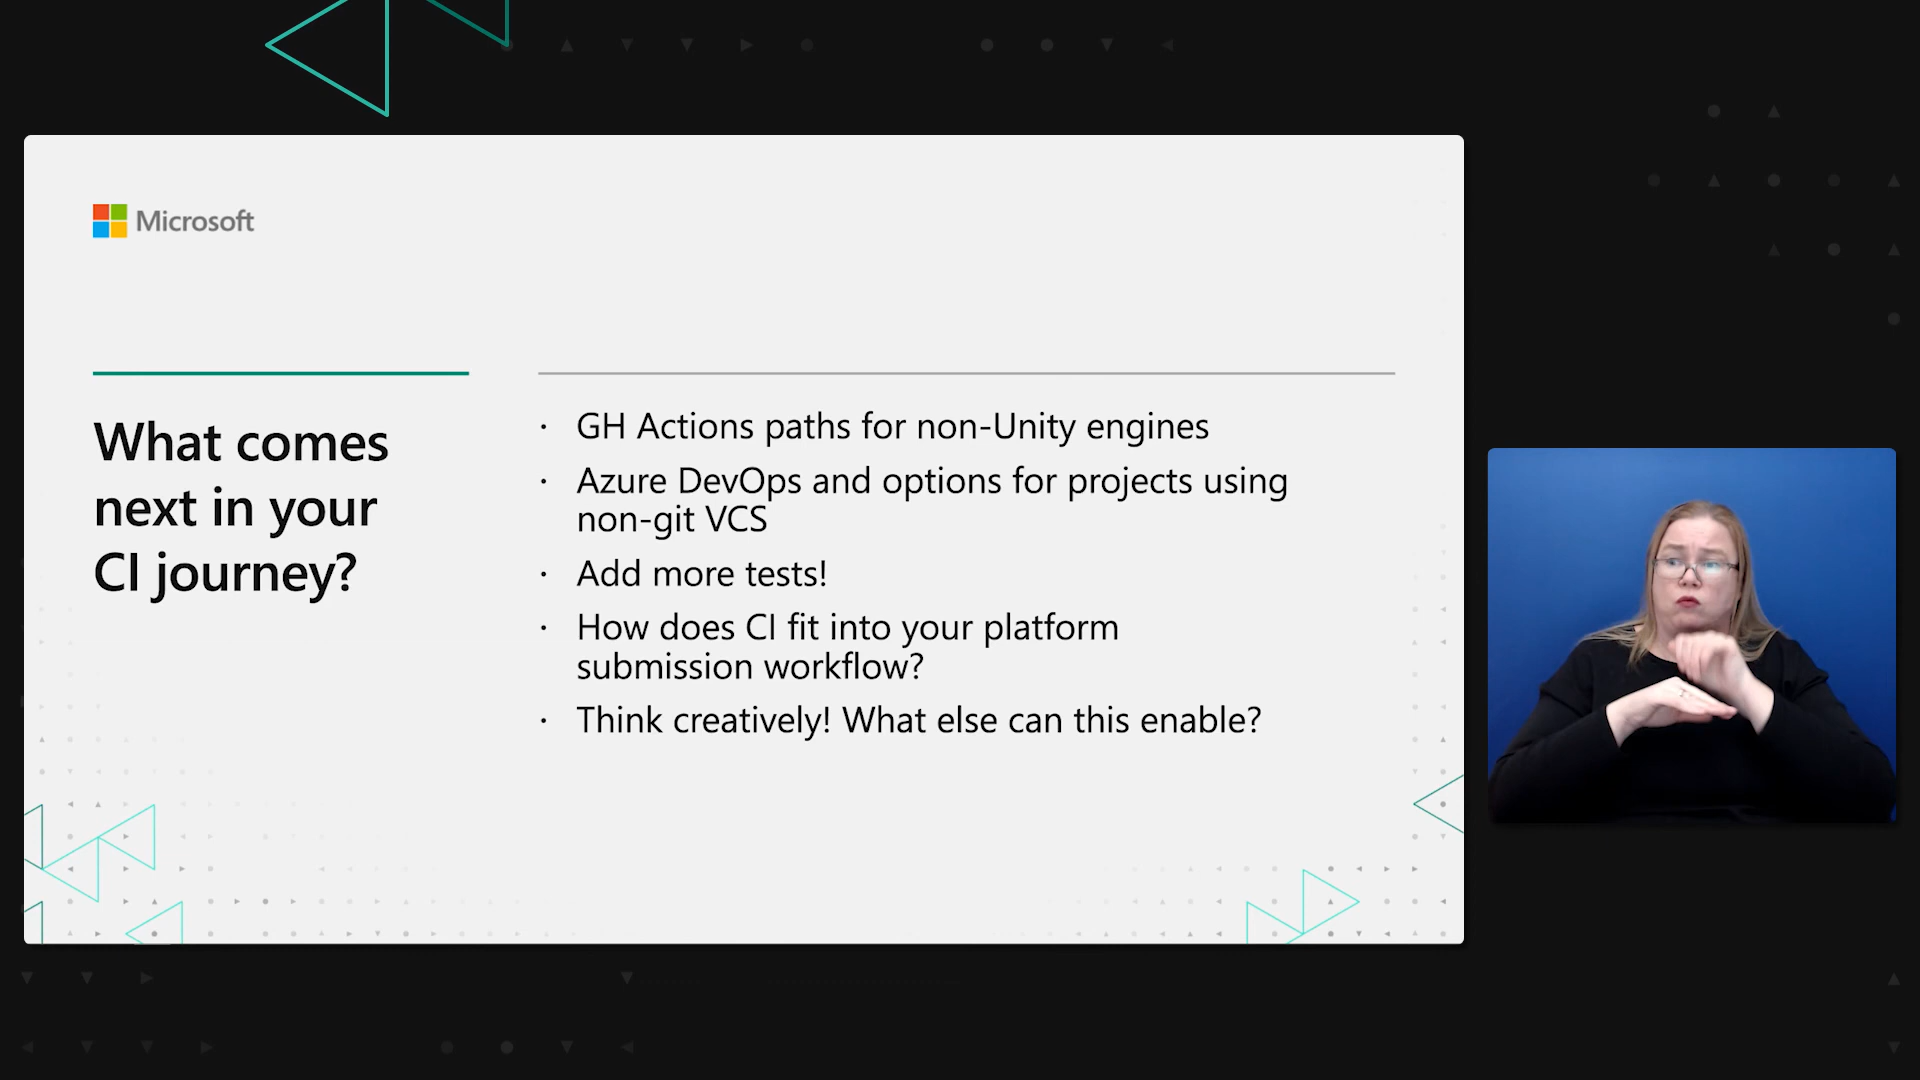 Microsoft
What comes
next in your
CI journey?
· GH Actions paths for non-Unity engines
· Azure DevOps and options for projects using
non-git VCS
· Add more tests!
· How does CI fit into your platform
submission workflow?
· Think creatively! What else can this enable?